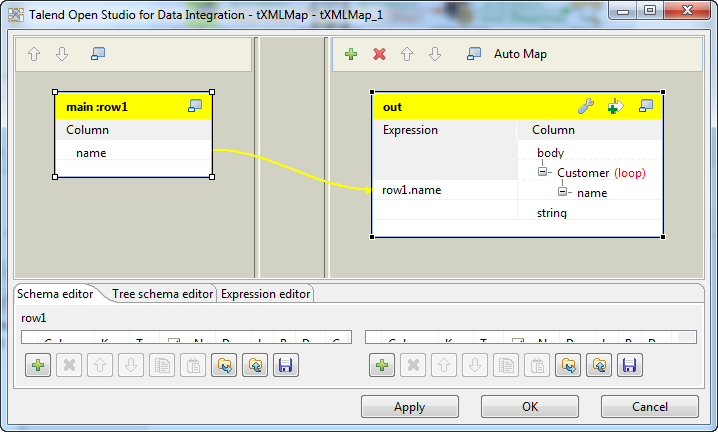 Talend Open Studio for Data Integration - tXMLMap - tXMLMap_1
Auto Map
main :row1
Column
name
out
Expression Column
body
Customer (loop)
row1.name name
string
Schema editor Tree schema editor Expression editor
row1
Apply OK Cancel